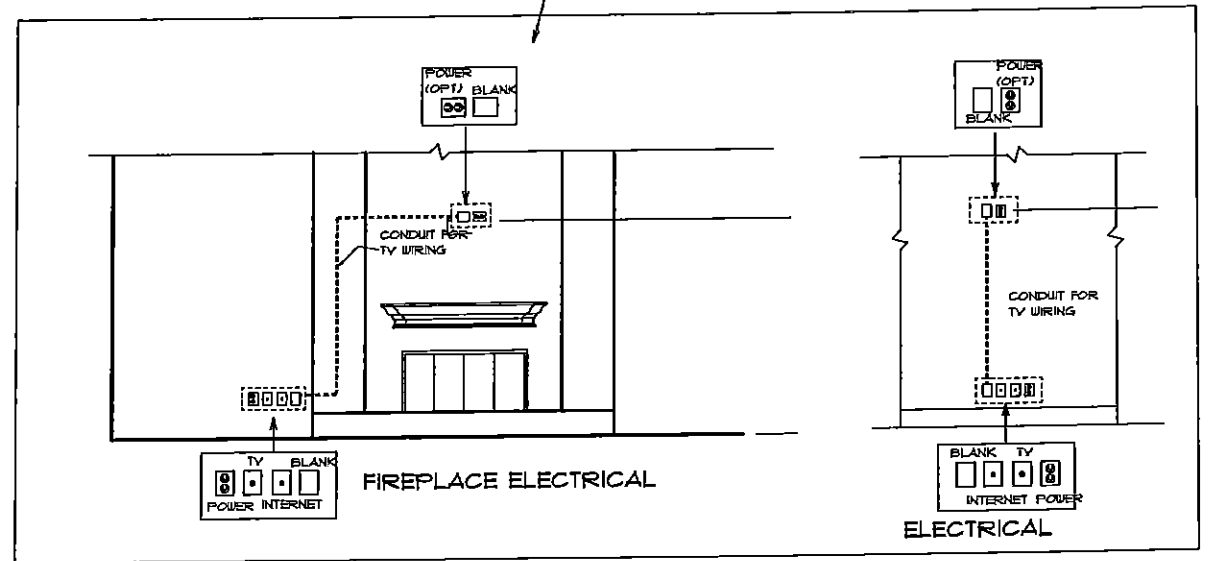 POWER
(OPT) BLANK
CONDUIT FOR
TV WIRING
TV BLANK
POWER INTERNET
FIREPLACE ELECTRICAL
POWER
(OPT)
BLANK
CONDUIT FOR
TV WIRING
BLANK TV
INTERNET POWER
ELECTRICAL